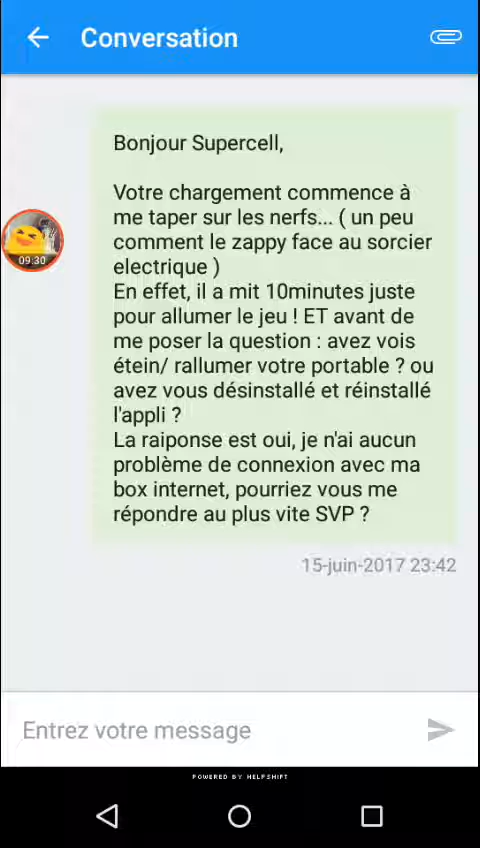 Conversation
Bonjour Supercell,
Votre chargement commence à
me taper sur les nerfs... ( un peu
comment le zappy face au sorcier
electrique )
En effet, il a mit 10minutes juste
pour allumer le jeu ! ET avant de
me poser la question : avez vois
étein/ rallumer votre portable ? ou
avez vous désinstallé et réinstallé
l'appli ?
La raiponse est oui, je n'ai aucun
problème de connexion avec ma
box internet, pourriez vous me
répondre au plus vite SVP ?
09:30
15-juin-2017 23:42
Entrez votre message
POWERED BY HELPSHIFT